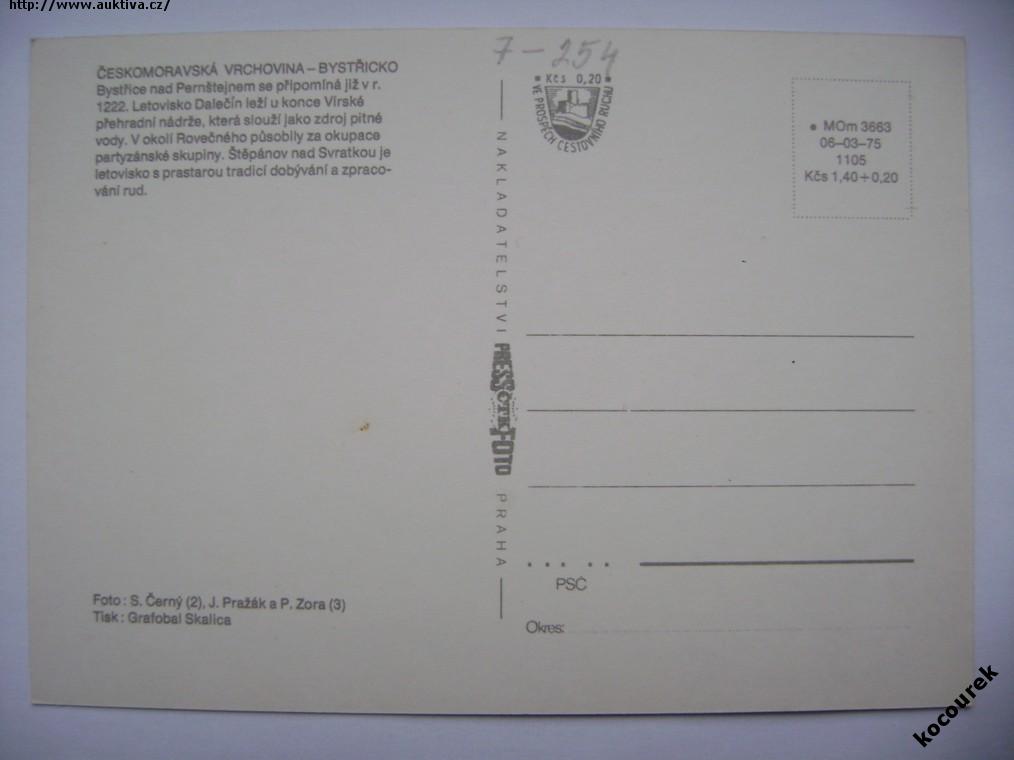 http://www.auktiva.cz/
7-254
ČESKOMORAVSKÁ VRCHOVINA – BYSTŘICKO
Bystřice nad Pernštejnem se připomíná již v r.
1222. Letovisko Dalečín leží u konce Vírské
přehradní nádrže, která slouží jako zdroj pitné
vody. V okolí Rovečného působily za okupace
partyzánské skupiny. Štěpánov nad Svratkou je
letovisko s prastarou tradicí dobývání a zpraco-
vání rud.
Foto: S. Černý (2), J. Pražák a P. Zora (3)
Tisk: Grafobal Skalica
NAKLADATELSTVÍ PRESSFOTO ČTK PRAHA
Kčs 0,20
VE PROSPĚCH CESTOVNÍHO RUCHU
• MOm 3663
06–03–75
1105
Kčs 1,40+0,20
PSČ
Okres:
kocourek